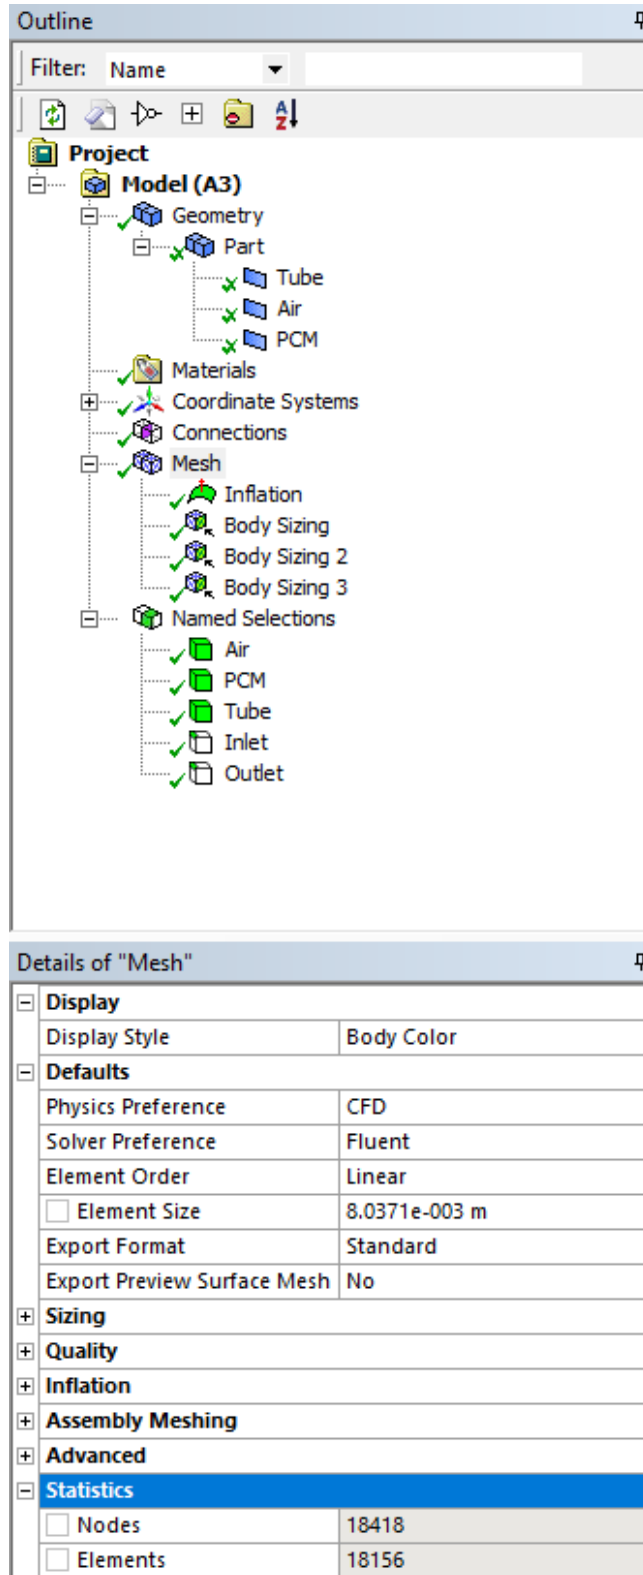 Outline
Filter: Name
Project
Model (A3)
Geometry
Part
Tube
Air
PCM
Materials
Coordinate Systems
Connections
Mesh
Inflation
Body Sizing
Body Sizing 2
Body Sizing 3
Named Selections
Air
PCM
Tube
Inlet
Outlet
Details of "Mesh"
Display
Display Style Body Color
Defaults
Physics Preference CFD
Solver Preference Fluent
Element Order Linear
Element Size 8.0371e-003 m
Export Format Standard
Export Preview Surface Mesh No
Sizing
Quality
Inflation
Assembly Meshing
Advanced
Statistics
Nodes 18418
Elements 18156